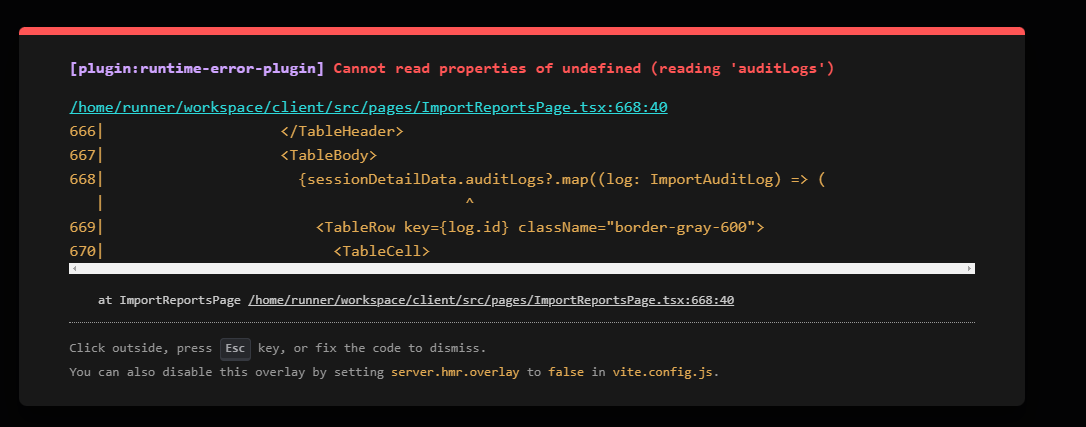 [plugin:runtime-error-plugin] Cannot read properties of undefined (reading 'auditLogs')
/home/runner/workspace/client/src/pages/ImportReportsPage.tsx:668:40
666|                    </TableHeader>
667|                    <TableBody>
668|                      {sessionDetailData.auditLogs?.map((log: ImportAuditLog) => (
   |                                         ^
669|                        <TableRow key={log.id} className="border-gray-600">
670|                          <TableCell>
at ImportReportsPage /home/runner/workspace/client/src/pages/ImportReportsPage.tsx:668:40
Click outside, press Esc key, or fix the code to dismiss.
You can also disable this overlay by setting server.hmr.overlay to false in vite.config.js.